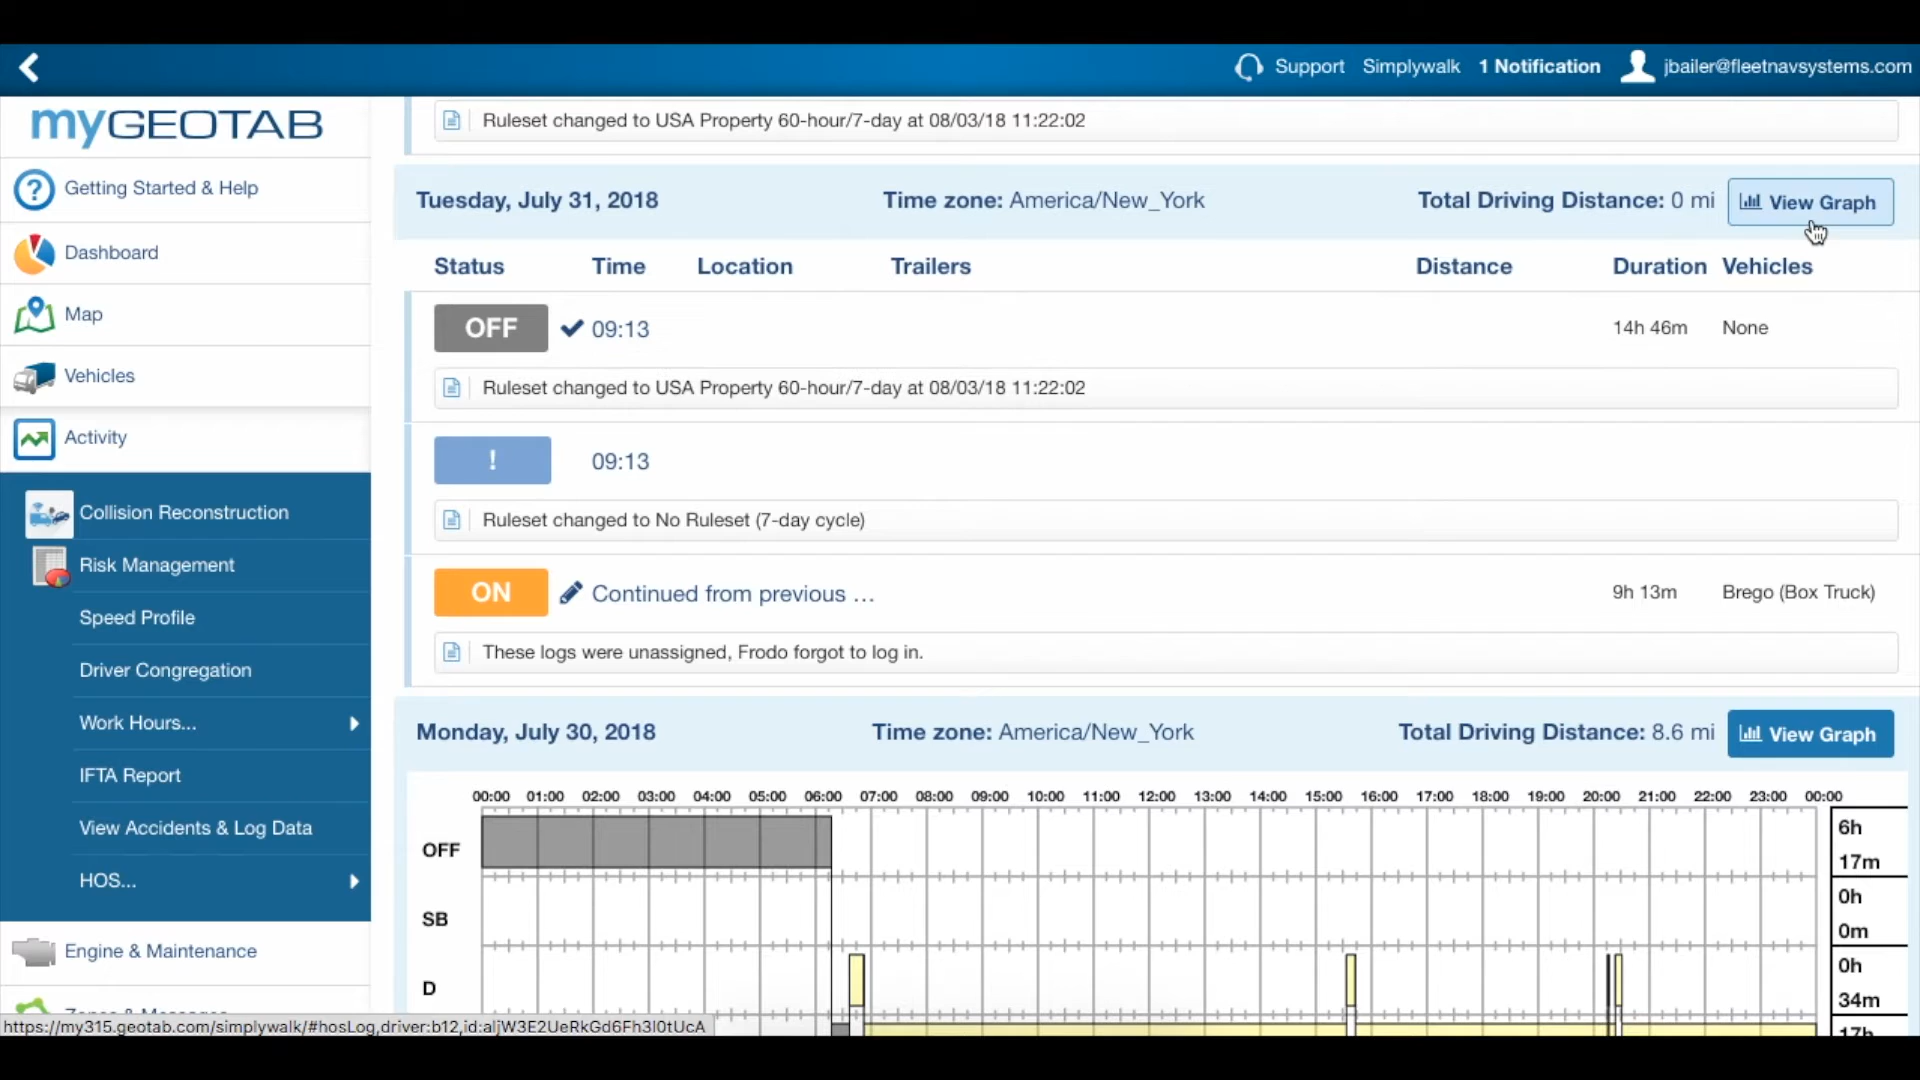 Support Simplywalk 1 Notification jbailer@fleetnavsystems.com
myGEOTAB
Getting Started & Help
Dashboard
Map
Vehicles
Activity
Collision Reconstruction
Risk Management
Speed Profile
Driver Congregation
Work Hours...
IFTA Report
View Accidents & Log Data
HOS...
Engine & Maintenance
https://my315.geotab.com/simplywalk/#hosLog,driver:b12,id:aljW3E2UeRkGd6Fh3l0tUcA
Ruleset changed to USA Property 60-hour/7-day at 08/03/18 11:22:02
Tuesday, July 31, 2018 Time zone: America/New_York Total Driving Distance: 0 mi View Graph
Status Time Location Trailers Distance Duration Vehicles
OFF 09:13 14h 46m None
Ruleset changed to USA Property 60-hour/7-day at 08/03/18 11:22:02
! 09:13
Ruleset changed to No Ruleset (7-day cycle)
ON Continued from previous … 9h 13m Brego (Box Truck)
These logs were unassigned, Frodo forgot to log in.
Monday, July 30, 2018 Time zone: America/New_York Total Driving Distance: 8.6 mi View Graph
00:00 01:00 02:00 03:00 04:00 05:00 06:00 07:00 08:00 09:00 10:00 11:00 12:00 13:00 14:00 15:00 16:00 17:00 18:00 19:00 20:00 21:00 22:00 23:00 00:00
OFF 6h 17m
SB 0h 0m
D 0h 34m
17h